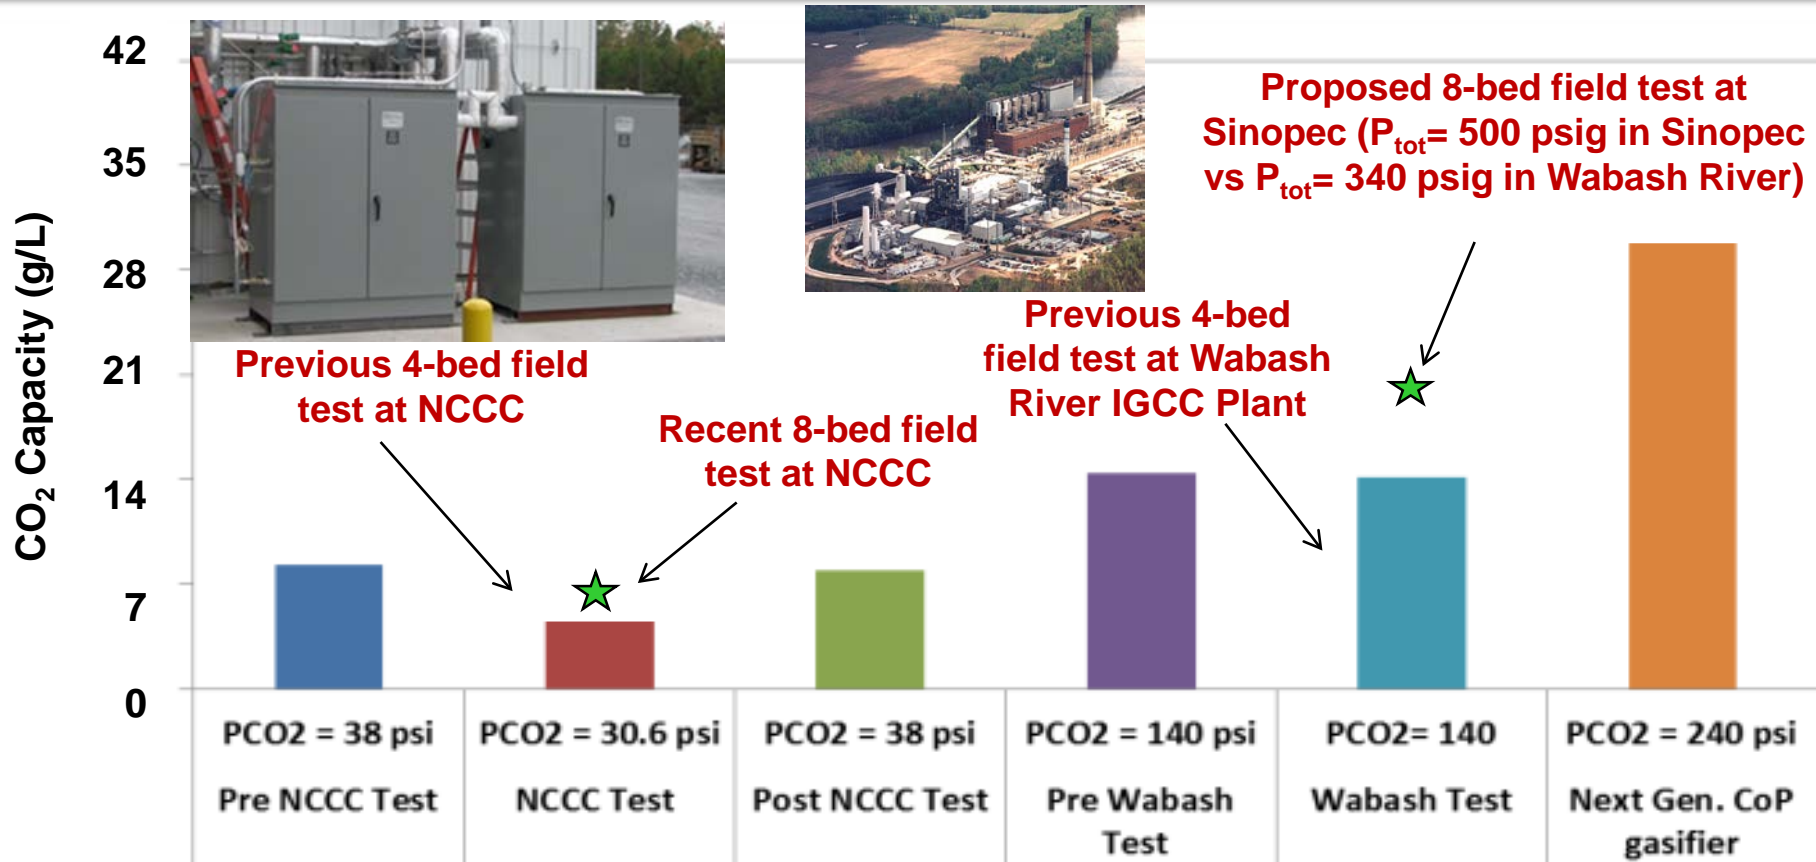 42
35
28
21
14
7
0
CO₂ Capacity (g/L)
Previous 4-bed field
test at NCCC
Recent 8-bed field
test at NCCC
Previous 4-bed
field test at Wabash
River IGCC Plant
Proposed 8-bed field test at
Sinopec (Pₜₒₜ= 500 psig in Sinopec
vs Pₜₒₜ= 340 psig in Wabash River)
PCO2 = 38 psi
Pre NCCC Test
PCO2 = 30.6 psi
NCCC Test
PCO2 = 38 psi
Post NCCC Test
PCO2 = 140 psi
Pre Wabash
Test
PCO2= 140
Wabash Test
PCO2 = 240 psi
Next Gen. CoP
gasifier